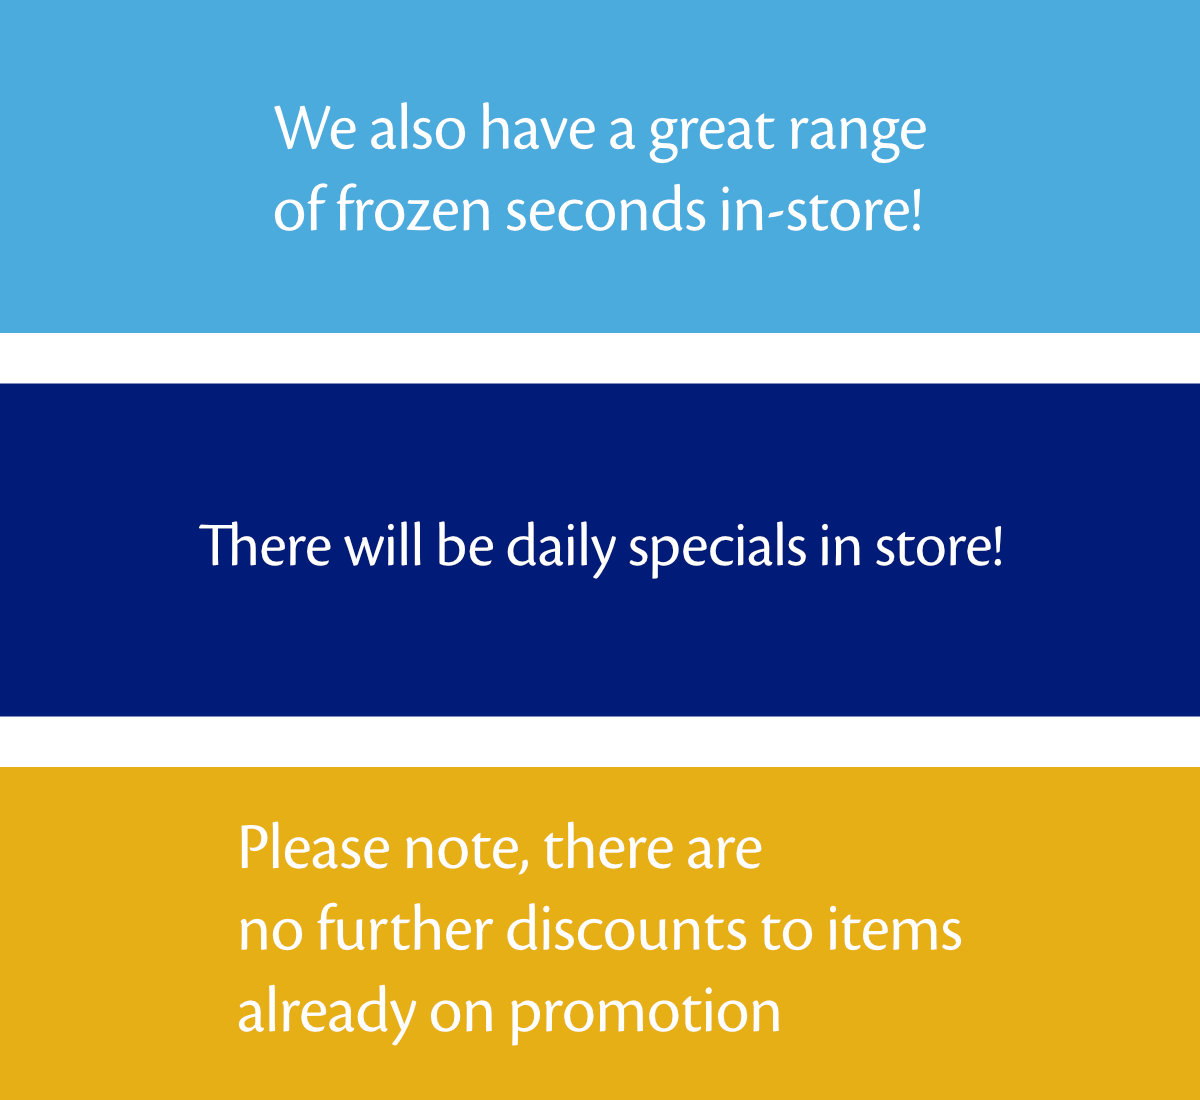 We also have a great range
of frozen seconds in-store!
There will be daily specials in store!
Please note, there are
no further discounts to items
already on promotion